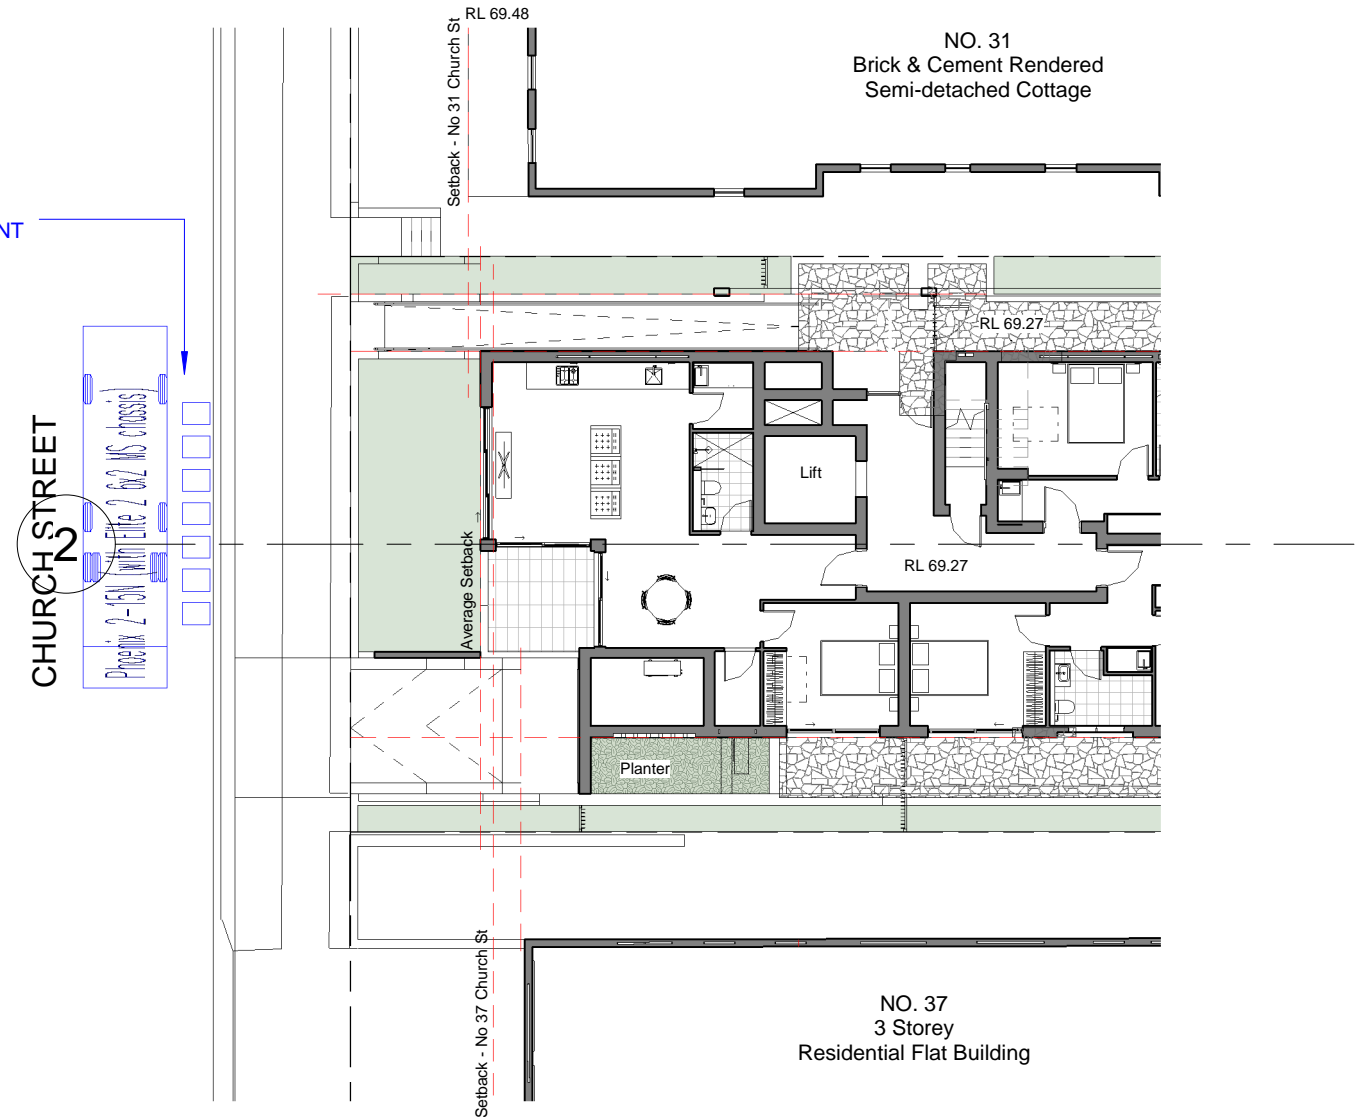 RL 69.48
Setback - No 31 Church St
NO. 31
Brick & Cement Rendered
Semi-detached Cottage
NT
RL 69.27
CHURCH STREET
2
Phoenix 2-15N (with Elite 2 6x2 MS chassis)
Lift
Average Setback
RL 69.27
Planter
Setback - No 37 Church St
NO. 37
3 Storey
Residential Flat Building